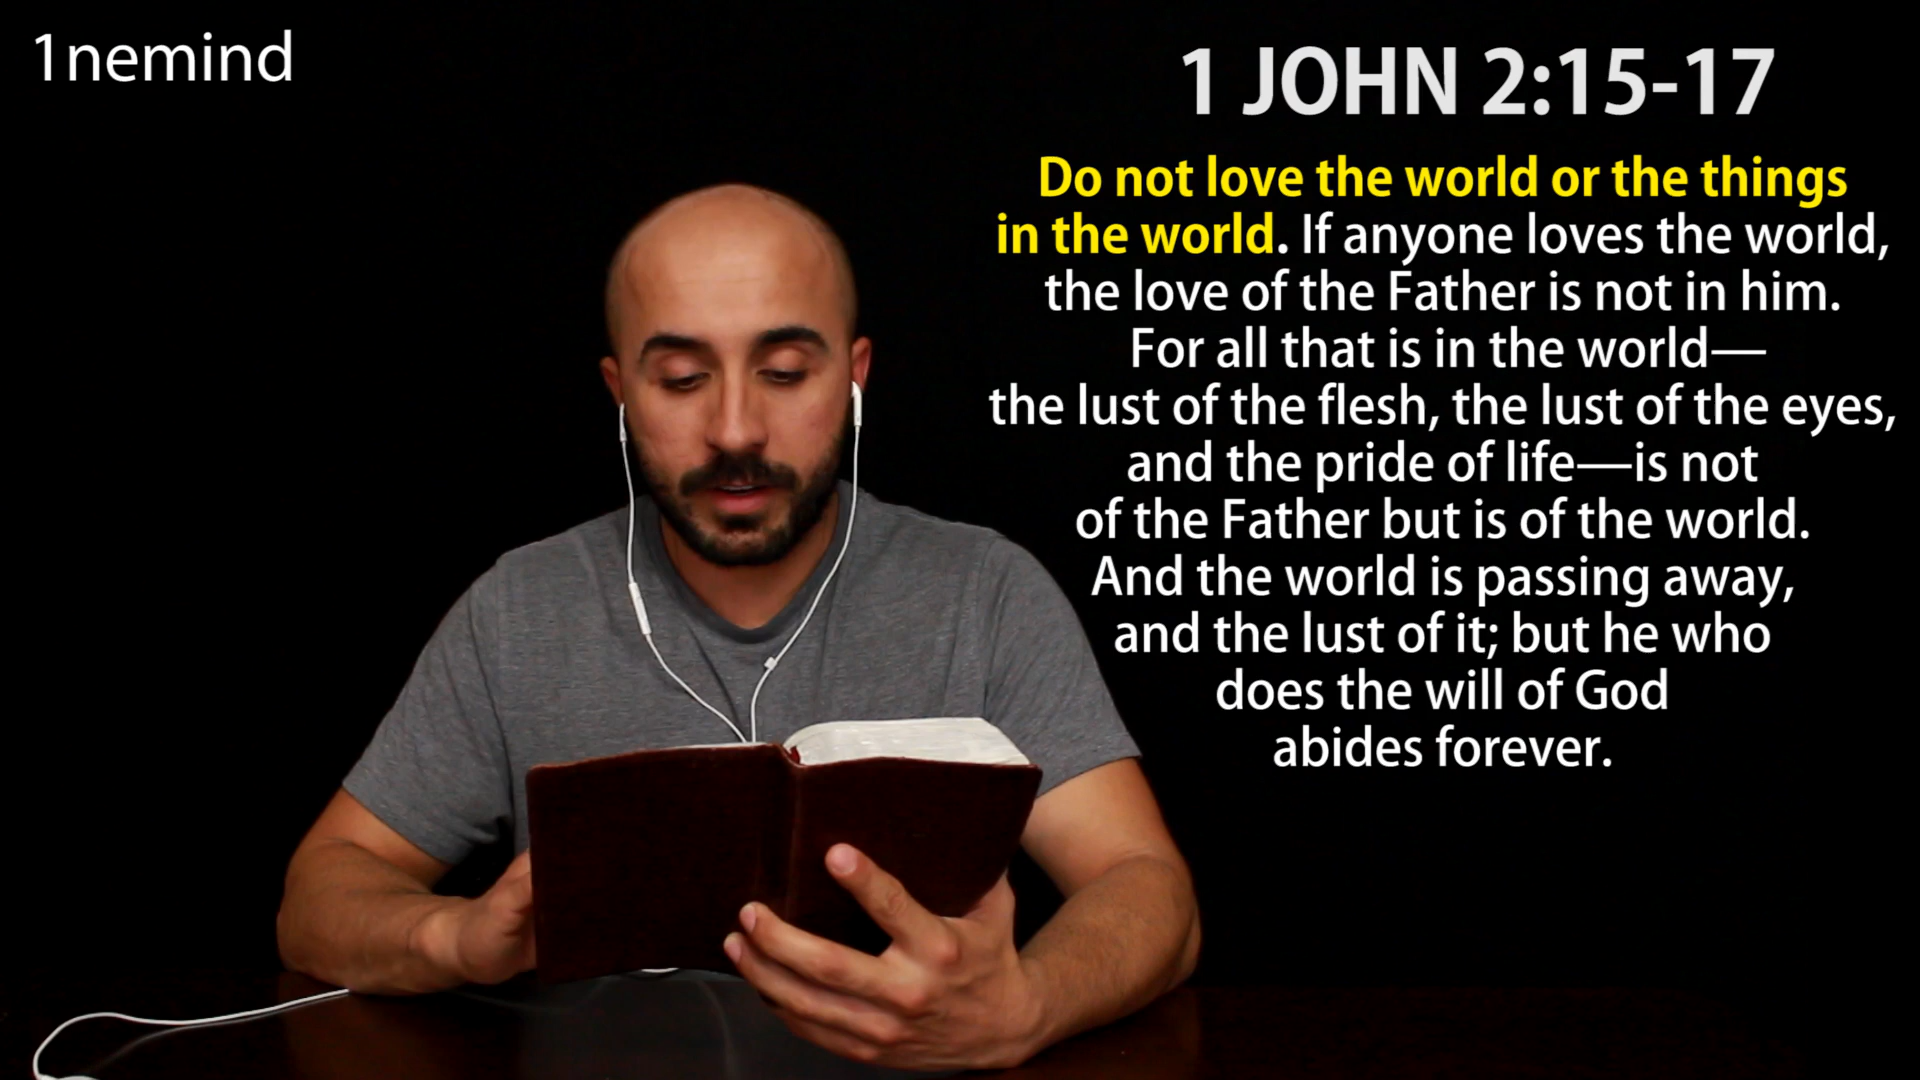 1nemind
1 JOHN 2:15-17
Do not love the world or the things
in the world. If anyone loves the world,
the love of the Father is not in him.
For all that is in the world—
the lust of the flesh, the lust of the eyes,
and the pride of life—is not
of the Father but is of the world.
And the world is passing away,
and the lust of it; but he who
does the will of God
abides forever.